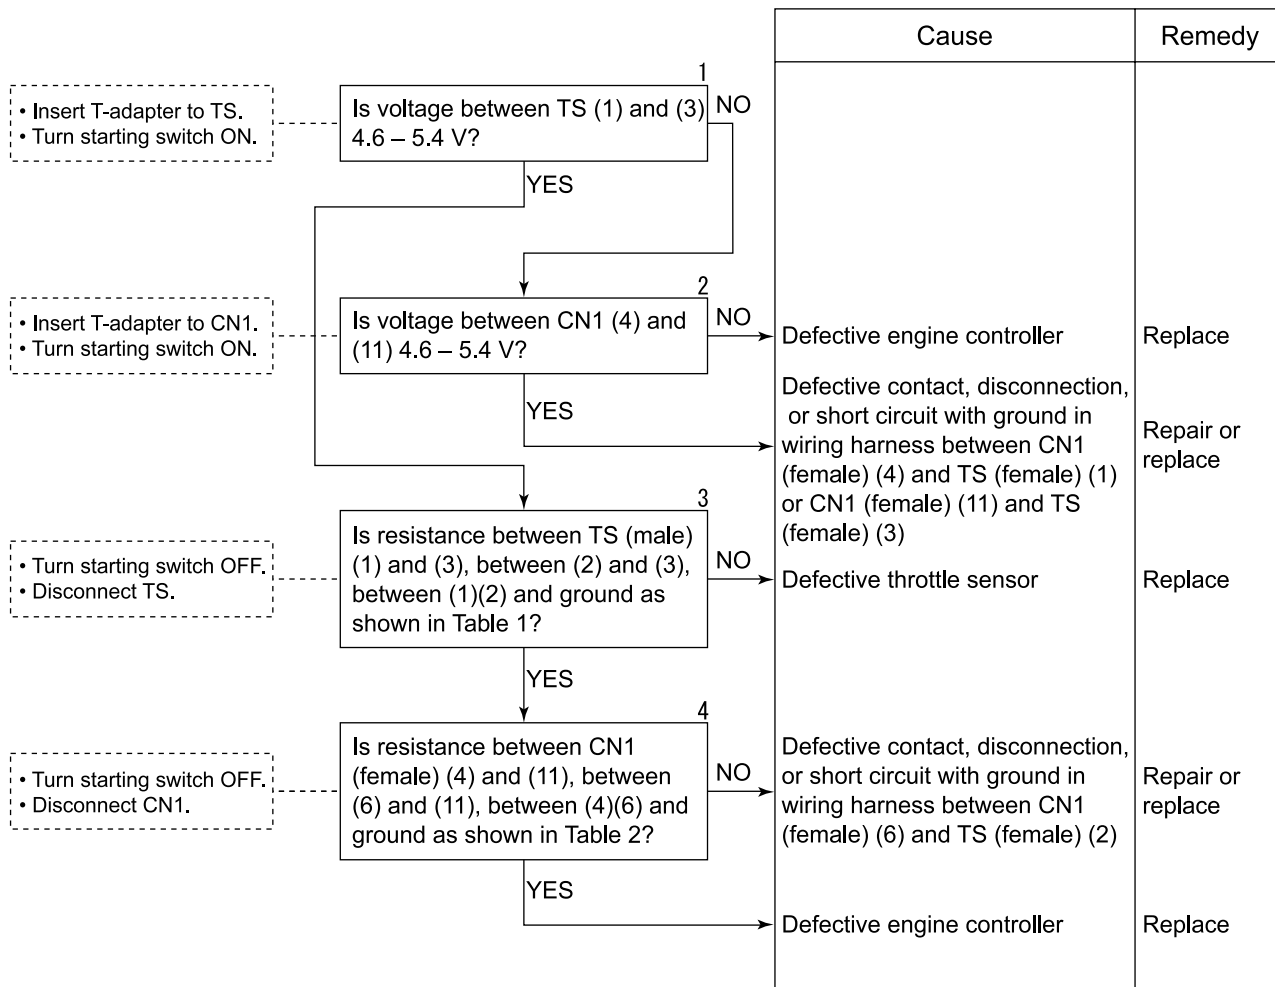 Cause
Remedy
• Insert T-adapter to TS.
• Turn starting switch ON.
1
Is voltage between TS (1) and (3)
4.6 – 5.4 V?
NO
YES
• Insert T-adapter to CN1.
• Turn starting switch ON.
2
Is voltage between CN1 (4) and
(11) 4.6 – 5.4 V?
NO
Defective engine controller
Replace
YES
Defective contact, disconnection,
or short circuit with ground in
wiring harness between CN1
(female) (4) and TS (female) (1)
or CN1 (female) (11) and TS
(female) (3)
Repair or
replace
• Turn starting switch OFF.
• Disconnect TS.
3
Is resistance between TS (male)
(1) and (3), between (2) and (3),
between (1)(2) and ground as
shown in Table 1?
NO
Defective throttle sensor
Replace
YES
• Turn starting switch OFF.
• Disconnect CN1.
4
Is resistance between CN1
(female) (4) and (11), between
(6) and (11), between (4)(6) and
ground as shown in Table 2?
NO
Defective contact, disconnection,
or short circuit with ground in
wiring harness between CN1
(female) (6) and TS (female) (2)
Repair or
replace
YES
Defective engine controller
Replace